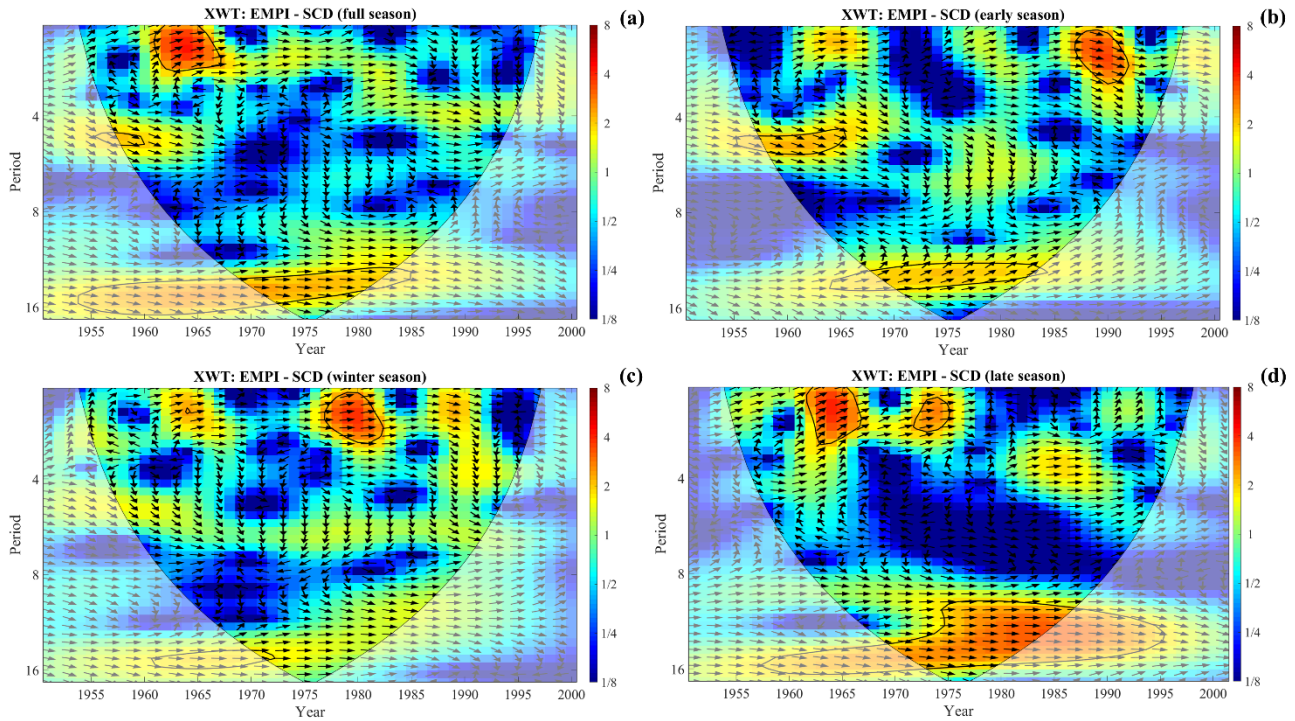 XWT: EMPI - SCD (full season)
(a)
8
4
2
1
1/2
1/4
1/8
Period
4
8
16
1955 1960 1965 1970 1975 1980 1985 1990 1995 2000
Year
XWT: EMPI - SCD (early season)
(b)
8
4
2
1
1/2
1/4
1/8
Period
4
8
16
1955 1960 1965 1970 1975 1980 1985 1990 1995 2000
Year
XWT: EMPI - SCD (winter season)
(c)
8
4
2
1
1/2
1/4
1/8
Period
4
8
16
1955 1960 1965 1970 1975 1980 1985 1990 1995 2000
Year
XWT: EMPI - SCD (late season)
(d)
8
4
2
1
1/2
1/4
1/8
Period
4
8
16
1955 1960 1965 1970 1975 1980 1985 1990 1995 2001
Year